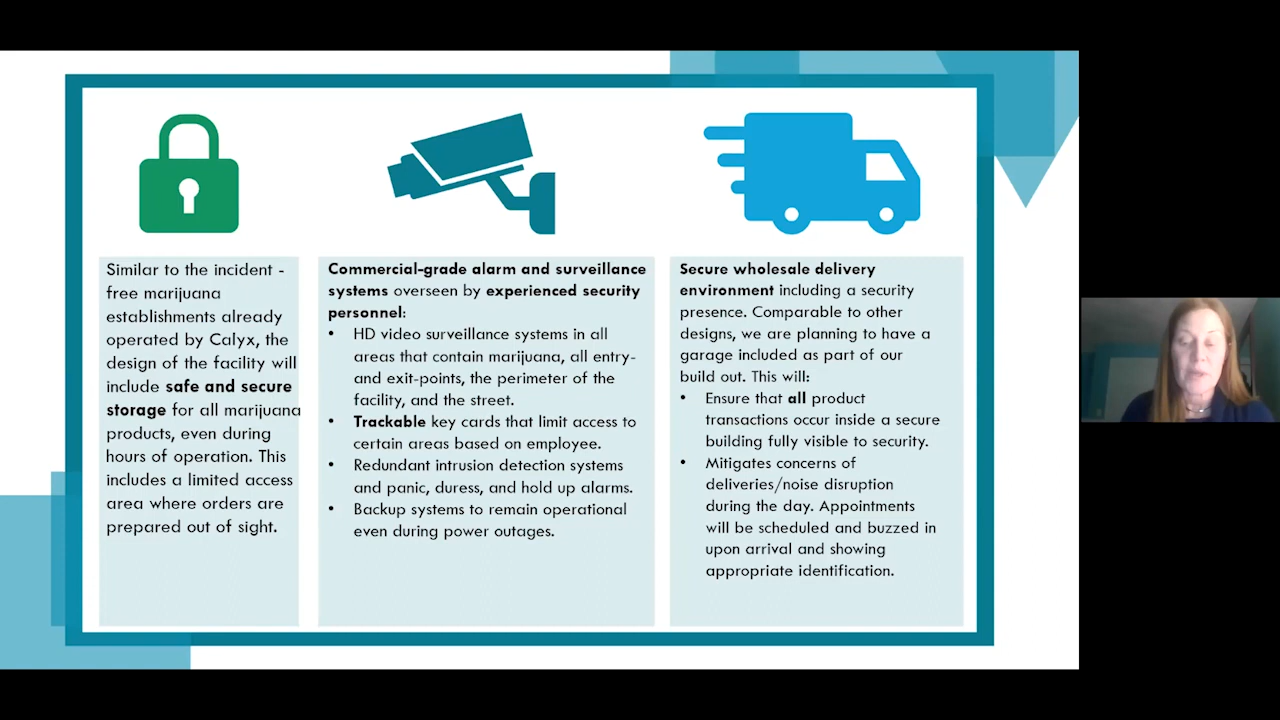 Similar to the incident -
free marijuana
establishments already
operated by Calyx, the
design of the facility will
include safe and secure
storage for all marijuana
products, even during
hours of operation. This
includes a limited access
area where orders are
prepared out of sight.
Commercial-grade alarm and surveillance
systems overseen by experienced security
personnel:
• HD video surveillance systems in all
areas that contain marijuana, all entry-
and exit-points, the perimeter of the
facility, and the street.
• Trackable key cards that limit access to
certain areas based on employee.
• Redundant intrusion detection systems
and panic, duress, and hold up alarms.
• Backup systems to remain operational
even during power outages.
Secure wholesale delivery
environment including a security
presence. Comparable to other
designs, we are planning to have a
garage included as part of our
build out. This will:
• Ensure that all product
transactions occur inside a secure
building fully visible to security.
• Mitigates concerns of
deliveries/noise disruption
during the day. Appointments
will be scheduled and buzzed in
upon arrival and showing
appropriate identification.